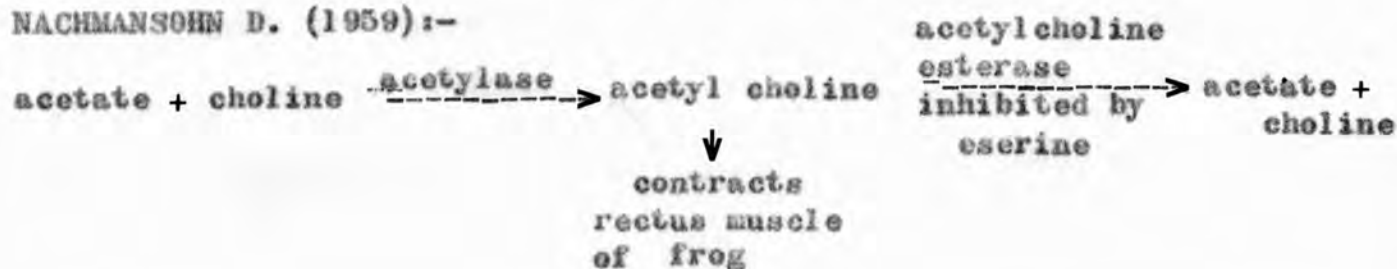 NACHMANSOHN D. (1959):-
acetate + choline acetylase acetyl choline acetylcholine esterase inhibited by eserine acetate + choline
contracts
rectus muscle
of frog